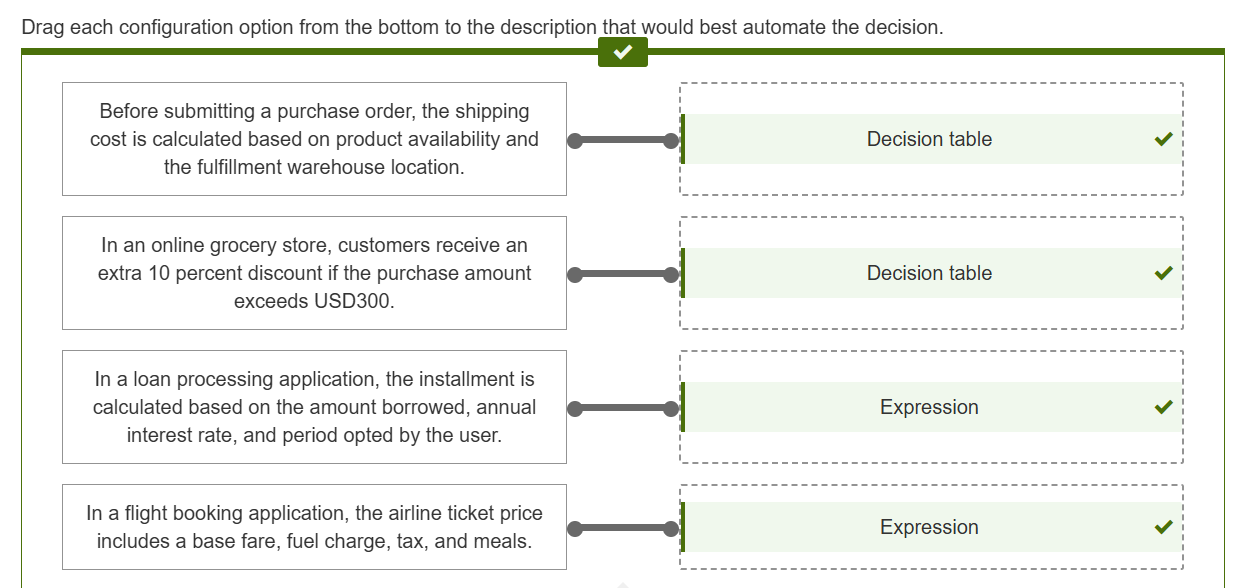 Drag each configuration option from the bottom to the description that would best automate the decision.
Before submitting a purchase order, the shipping
cost is calculated based on product availability and
the fulfillment warehouse location.
Decision table
In an online grocery store, customers receive an
extra 10 percent discount if the purchase amount
exceeds USD300.
Decision table
In a loan processing application, the installment is
calculated based on the amount borrowed, annual
interest rate, and period opted by the user.
Expression
In a flight booking application, the airline ticket price
includes a base fare, fuel charge, tax, and meals.
Expression